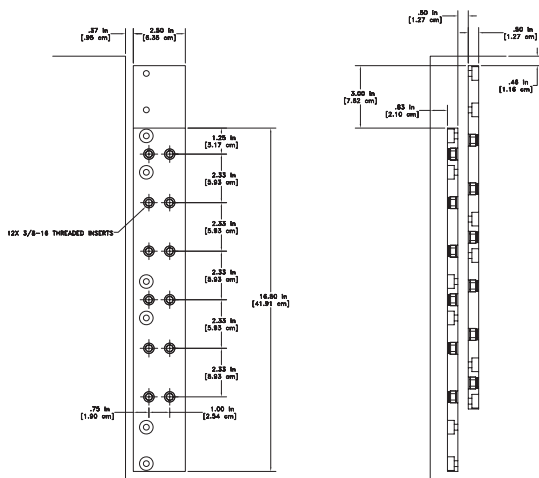 .37 in
[.95 cm]
2.50 in
[6.35 cm]
1.25 in
[3.17 cm]
2.33 in
[5.93 cm]
12X 3/8-16 THREADED INSERTS
2.33 in
[5.93 cm]
2.33 in
[5.93 cm]
16.50 in
[41.91 cm]
2.33 in
[5.93 cm]
2.33 in
[5.93 cm]
.75 in
[1.90 cm]
1.00 in
[2.54 cm]
.50 in
[1.27 cm]
.50 in
[1.27 cm]
.46 in
[1.16 cm]
3.00 in
[7.62 cm]
.83 in
[2.10 cm]